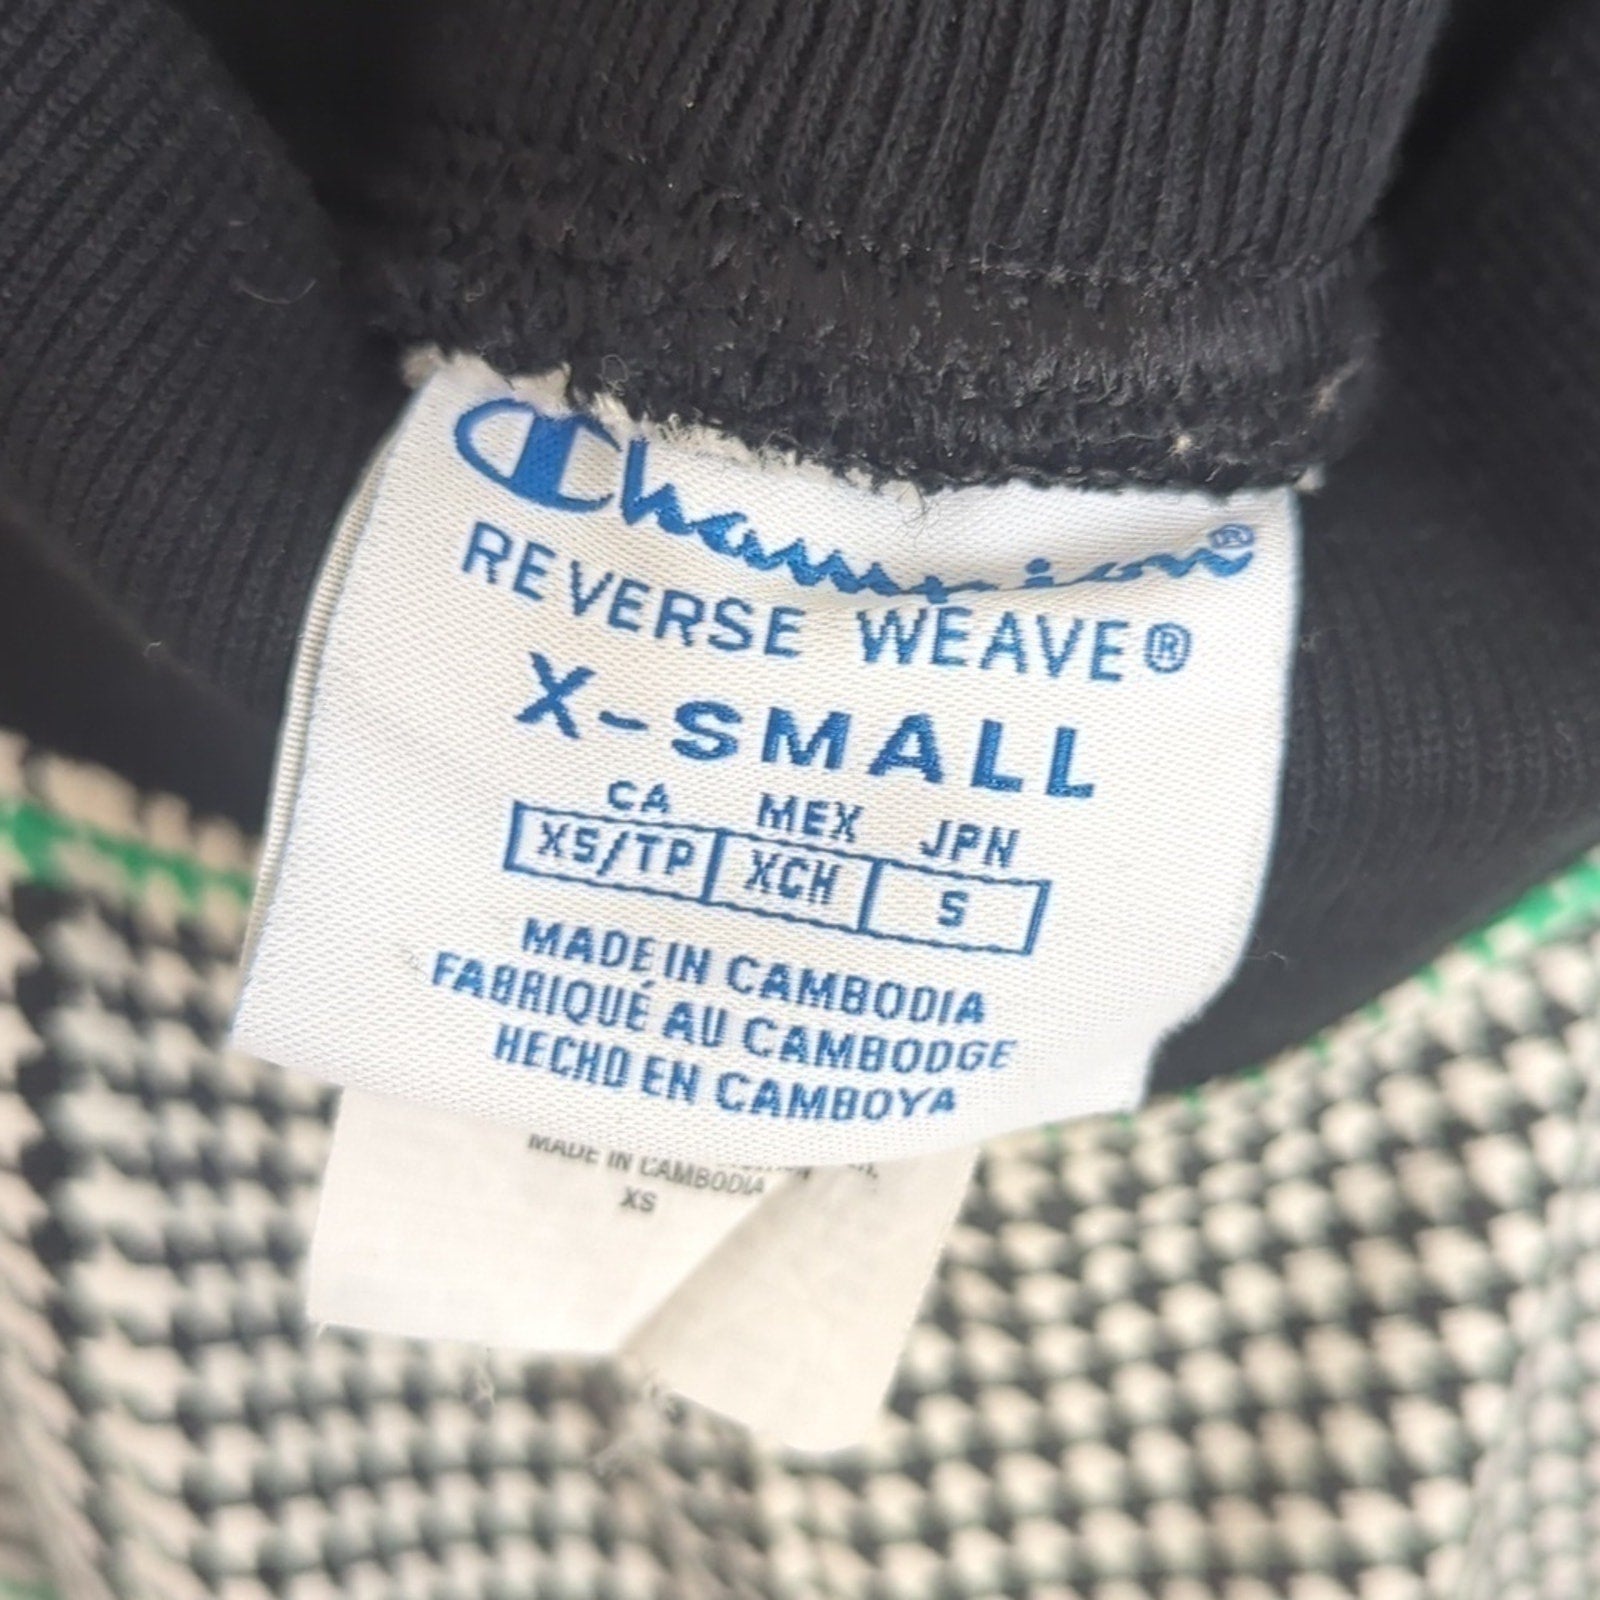 Champion®
REVERSE WEAVE®
X-SMALL
CA MEX JPN
XS/TP XCH S
MADE IN CAMBODIA
FABRIQUÉ AU CAMBODGE
HECHO EN CAMBOYA
MADE IN CAMBODIA
XS